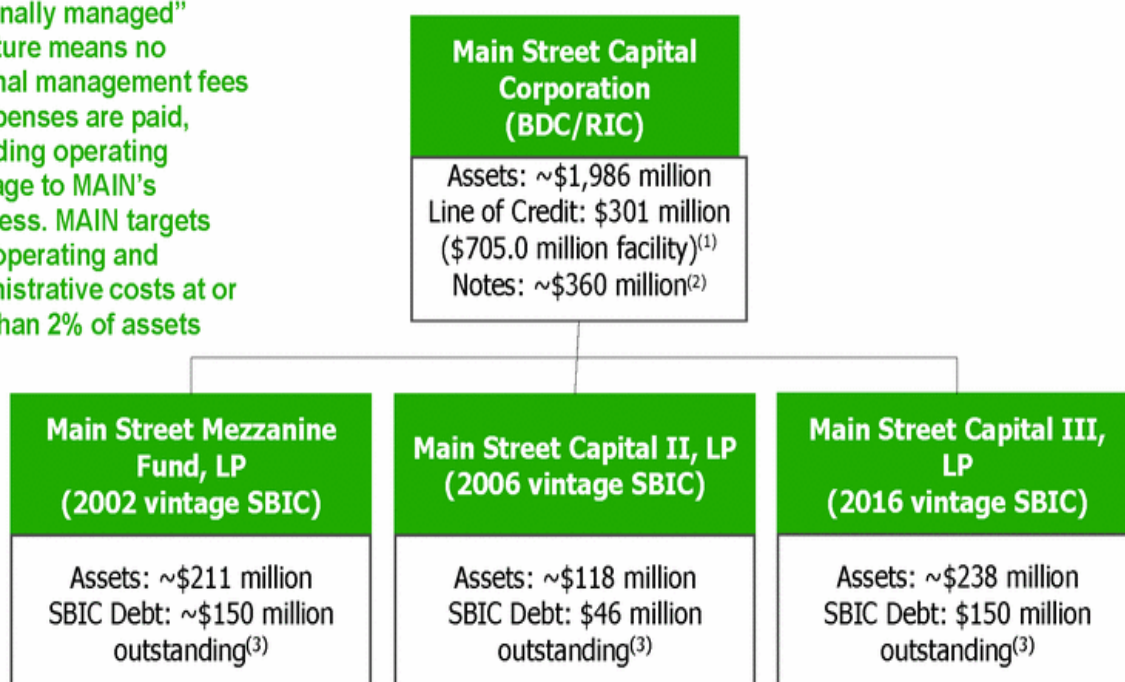 nally managed”
ture means no
nal management fees
penses are paid,
ding operating
age to MAIN’s
ess. MAIN targets
operating and
nistrative costs at or
han 2% of assets
Main Street Capital
Corporation
(BDC/RIC)
Assets: ~$1,986 million
Line of Credit: $301 million
($705.0 million facility)(1)
Notes: ~$360 million(2)
Main Street Mezzanine
Fund, LP
(2002 vintage SBIC)
Assets: ~$211 million
SBIC Debt: ~$150 million
outstanding(3)
Main Street Capital II, LP
(2006 vintage SBIC)
Assets: ~$118 million
SBIC Debt: $46 million
outstanding(3)
Main Street Capital III,
LP
(2016 vintage SBIC)
Assets: ~$238 million
SBIC Debt: $150 million
outstanding(3)